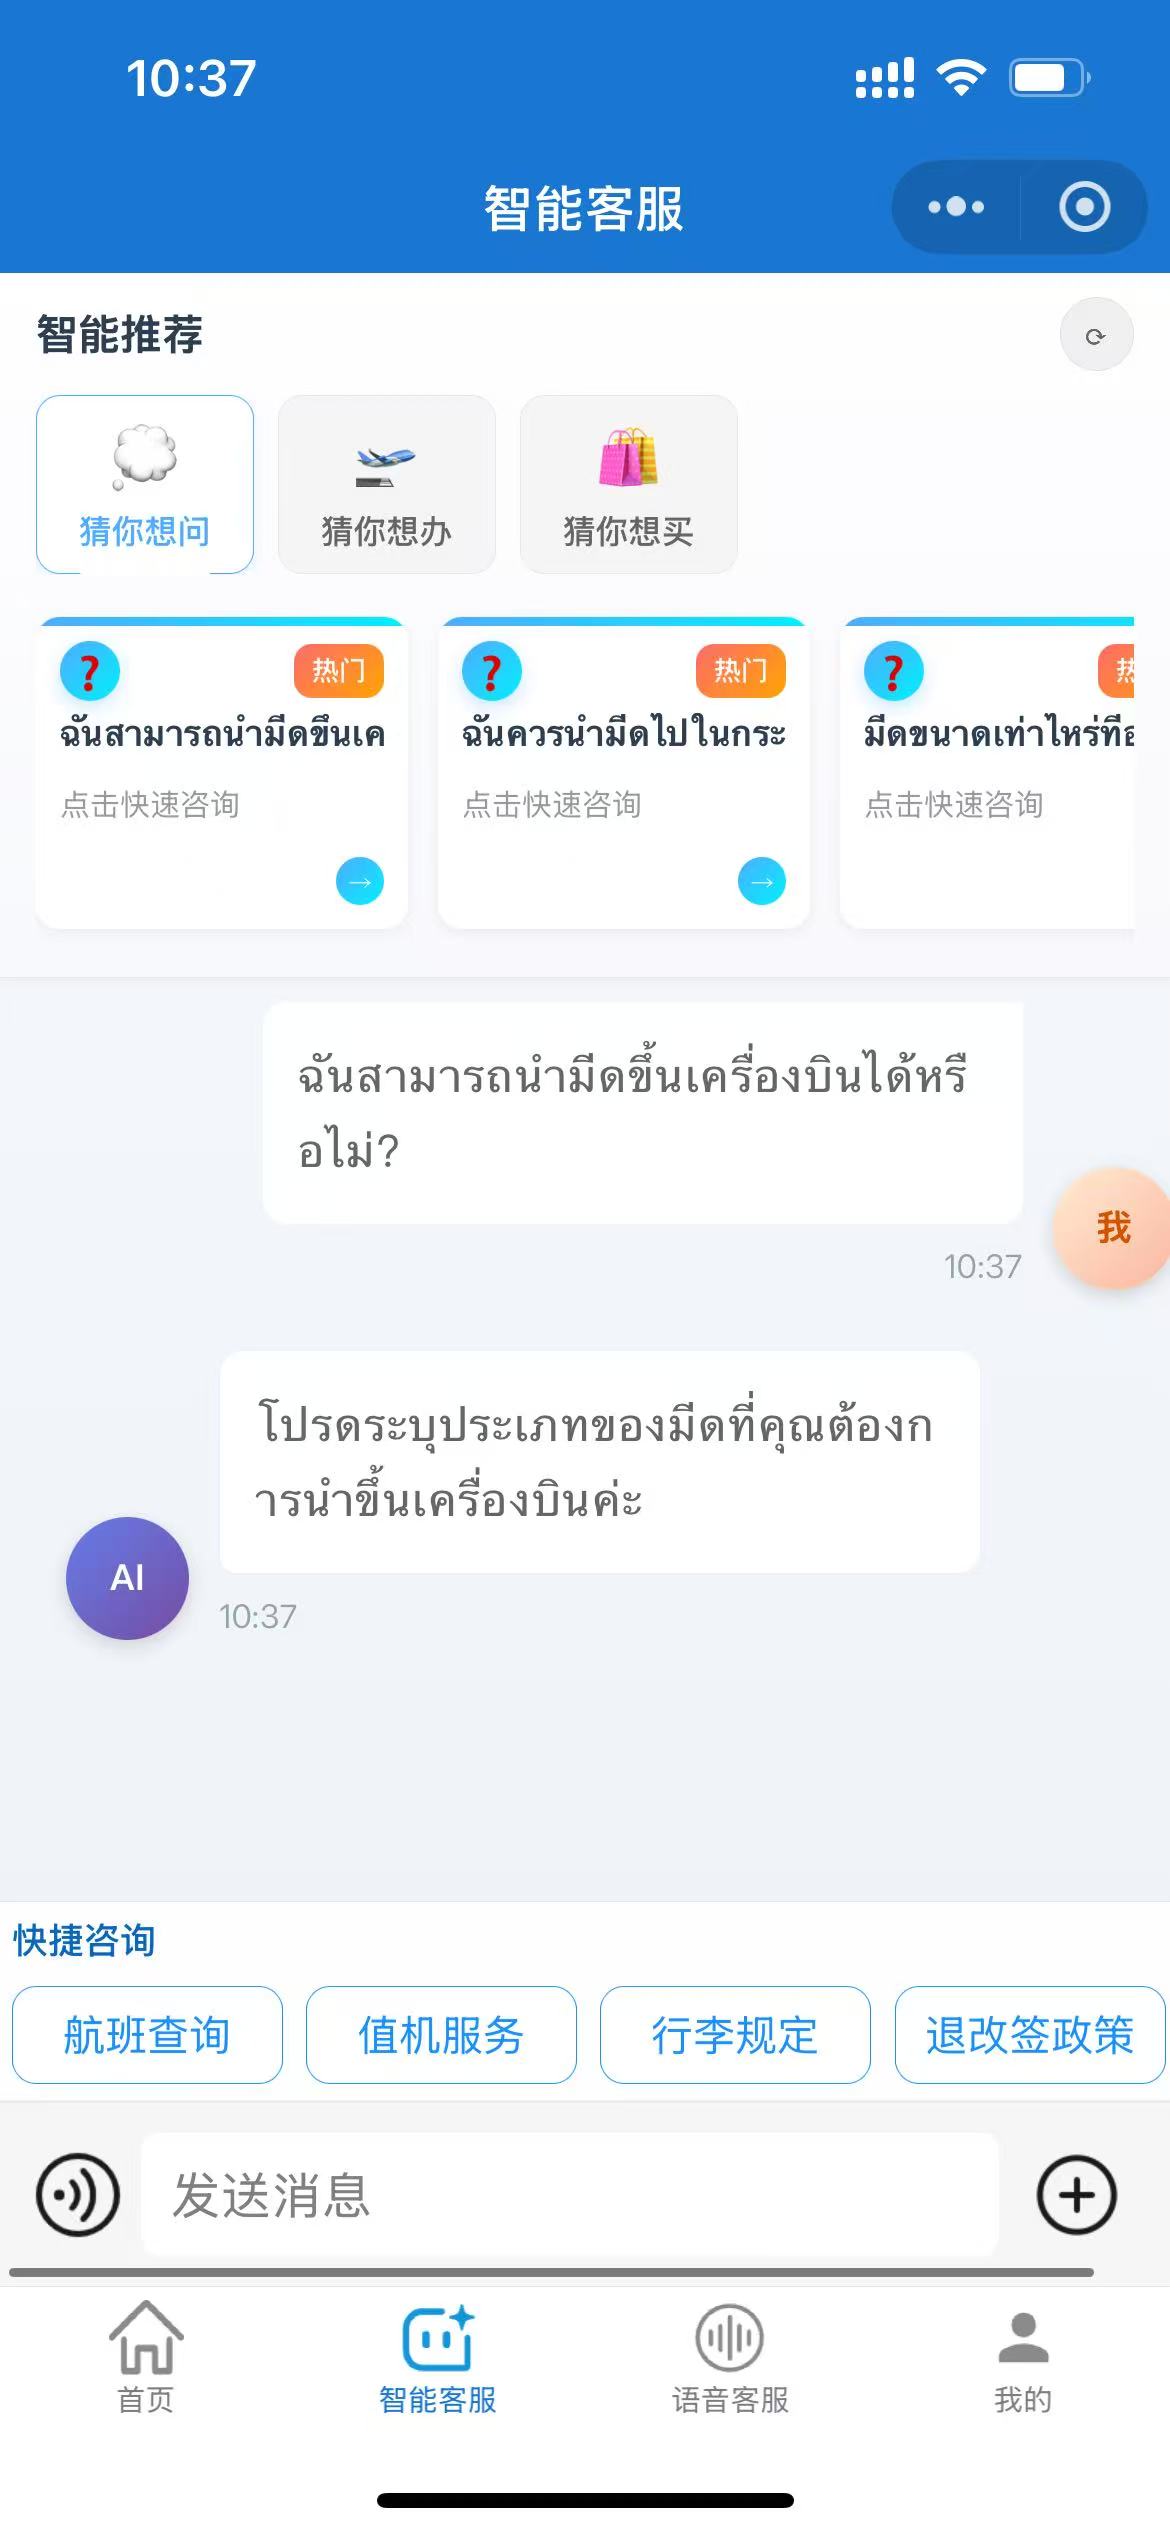 10:37
智能客服
智能推荐
猜你想问
猜你想办
猜你想买
热门
热门
ฉันสามารถนำมีดขึ้นเค
ฉันควรนำมีดไปในกระ
มีดขนาดเท่าไหร่ที่อ
点击快速咨询
点击快速咨询
点击快速咨询
ฉันสามารถนำมีดขึ้นเครื่องบินได้หรื
อไม่?
我
10:37
โปรดระบุประเภทของมีดที่คุณต้องก
ารนำขึ้นเครื่องบินค่ะ
AI
10:37
快捷咨询
航班查询
值机服务
行李规定
退改签政策
发送消息
首页
智能客服
语音客服
我的